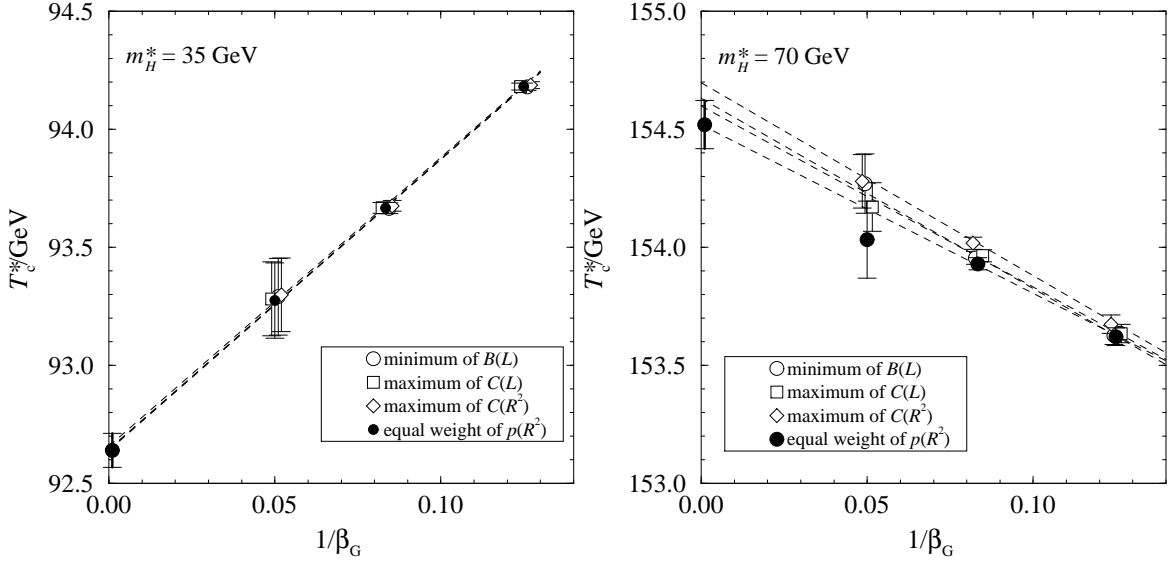 94.5
94.0
93.5
93.0
92.5
T*c/GeV
m*H = 35 GeV
minimum of B(L)
maximum of C(L)
maximum of C(R²)
equal weight of p(R²)
0.00 0.05 0.10
1/βG
155.0
154.5
154.0
153.5
153.0
T*c/GeV
m*H = 70 GeV
minimum of B(L)
maximum of C(L)
maximum of C(R²)
equal weight of p(R²)
0.00 0.05 0.10
1/βG